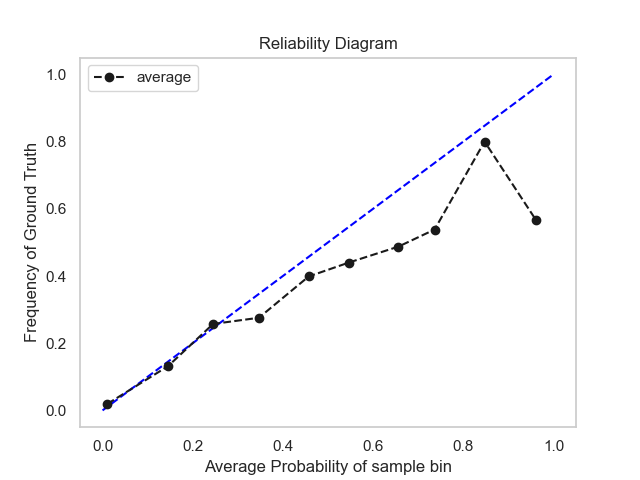 Reliability Diagram
average
Frequency of Ground Truth
1.0
0.8
0.6
0.4
0.2
0.0
0.0 0.2 0.4 0.6 0.8 1.0
Average Probability of sample bin